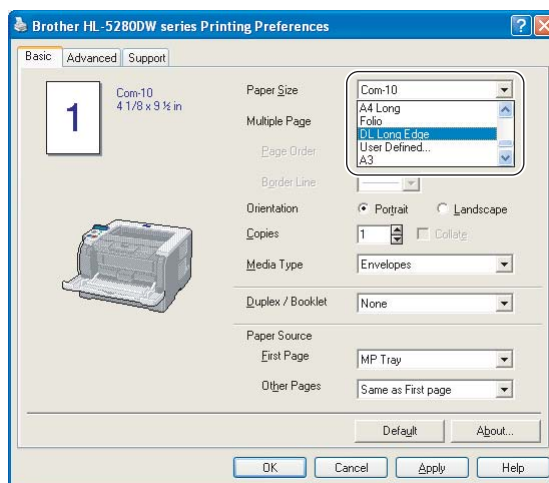 Brother HL-5280DW series Printing Preferences
Basic Advanced Support
1
Com-10
4 1/8 x 9 ½ in
Paper Size Com-10
A4 Long
Multiple Page Folio
DL Long Edge
Page Order User Defined...
A3
Border Line
Orientation Portrait Landscape
Copies 1 Collate
Media Type Envelopes
Duplex / Booklet None
Paper Source
First Page MP Tray
Other Pages Same as First page
Default About...
OK Cancel Apply Help